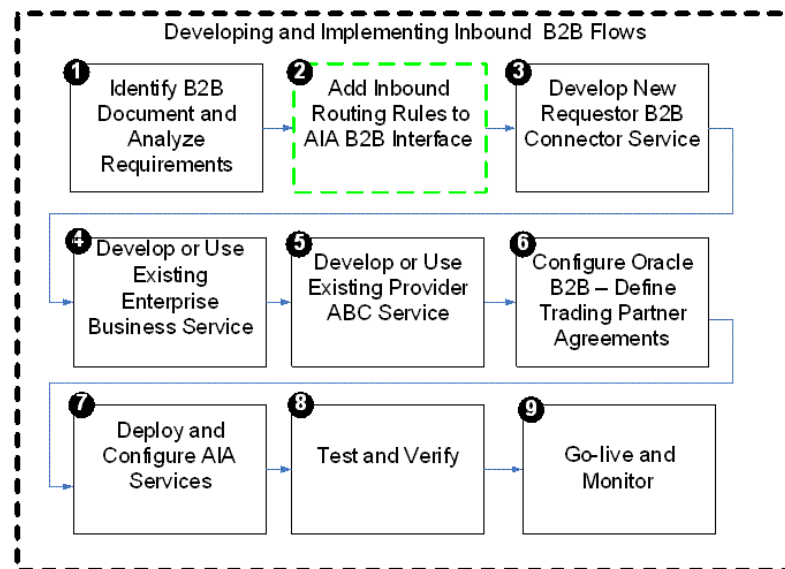 Developing and Implementing Inbound B2B Flows
1
Identify B2B
Document and
Analyze
Requirements
2
Add Inbound
Routing Rules to
AIA B2B Interface
3
Develop New
Requestor B2B
Connector Service
4
Develop or Use
Existing
Enterprise
Business Service
5
Develop or Use
Existing Provider
ABC Service
6
Configure Oracle
B2B – Define
Trading Partner
Agreements
7
Deploy and
Configure AIA
Services
8
Test and Verify
9
Go-live and
Monitor